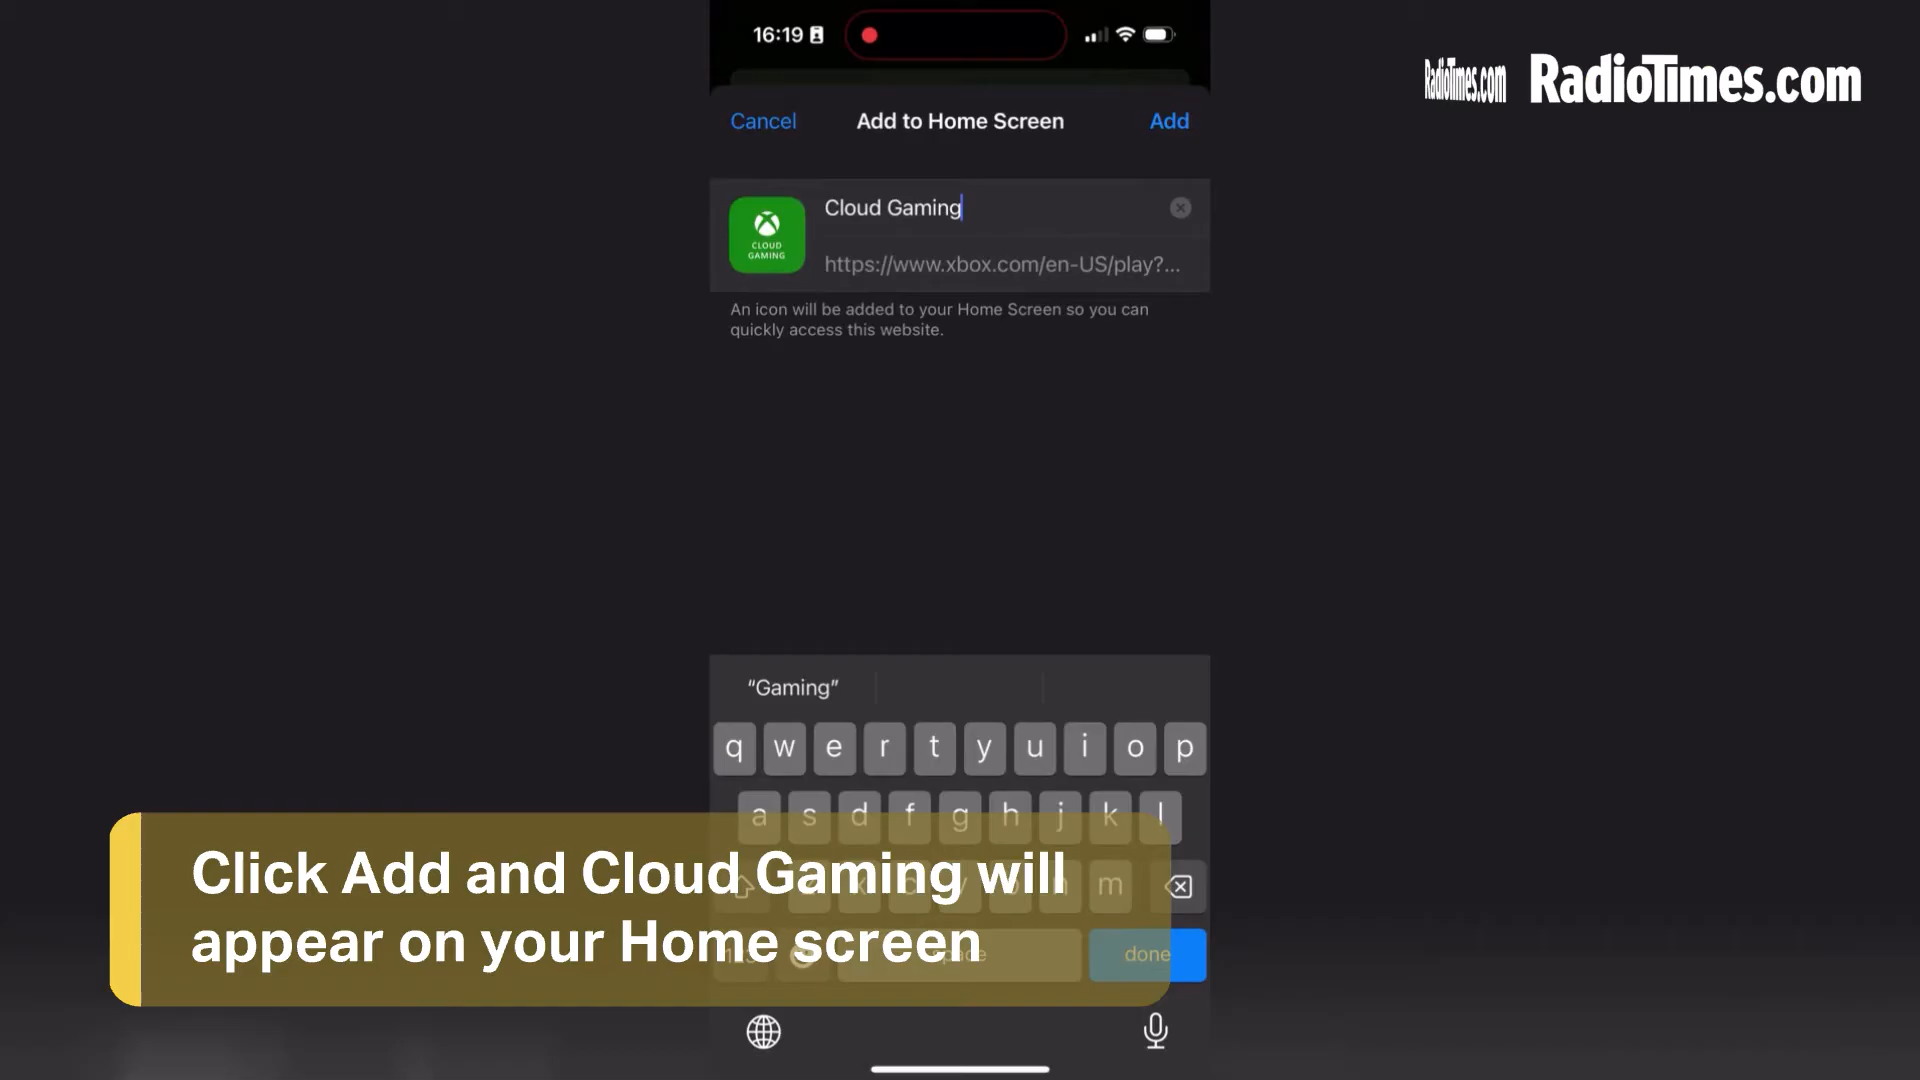 16:19
RadioTimes.com RadioTimes.com
Cancel Add to Home Screen Add
Cloud Gaming
CLOUD
GAMING
https://www.xbox.com/en-US/play?...
An icon will be added to your Home Screen so you can
quickly access this website.
“Gaming”
q w e r t y u i o p
a s d f g h j k l
m
Click Add and Cloud Gaming will
appear on your Home screen
space done